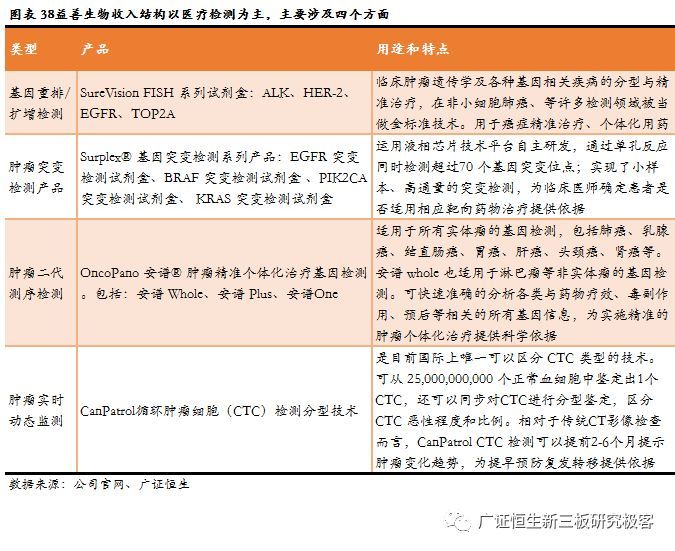 图表 38益善生物收入结构以医疗检测为主，主要涉及四个方面
类型
产品
用途和特点
基因重排/
扩增检测
SureVision FISH 系列试剂盒：ALK、HER-2、
EGFR、TOP2A
临床肿瘤遗传学及各种基因相关疾病的分型与精
准治疗，在非小细胞肺癌、等许多检测领域被当
做金标准技术。用于癌症精准治疗、个体化用药
肿瘤突变
检测产品
Surplex® 基因突变检测系列产品：EGFR 突变
检测试剂盒、BRAF 突变检测试剂盒 、PIK2CA
突变检测试剂盒、 KRAS 突变检测试剂盒
运用液相芯片技术平台自主研发，通过单孔反应
同时检测超过70 个基因突变位点；实现了小样
本、高通量的突变检测，为临床医师确定患者是
否适用相应靶向药物治疗提供依据
肿瘤二代
测序检测
OncoPano 安谱® 肿瘤精准个体化治疗基因检测
。包括：安谱 Whole、安谱 Plus、安谱One
适用于所有实体瘤的基因检测，包括肺癌、乳腺
癌、结直肠癌、胃癌、肝癌、头颈癌、肾癌等。
安谱 whole 也适用于淋巴瘤等非实体瘤的基因检
测。可快速准确的分析各类与药物疗效、毒副作
用、预后等相关的所有基因信息，为实施精准的
肿瘤个体化治疗提供科学依据
肿瘤实时
动态监测
CanPatrol循环肿瘤细胞（CTC）检测分型技术
是目前国际上唯一可以区分 CTC 类型的技术。
可从 25,000,000,000 个正常血细胞中鉴定出1个
CTC，还可以同步对CTC进行分型鉴定，区分
CTC 恶性程度和比例。相对于传统CT影像检查
而言，CanPatrol CTC 检测可以提前2-6个月提示
肿瘤变化趋势，为提早预防复发转移提供依据
数据来源：公司官网、广证恒生
广证恒生新三板研究极客